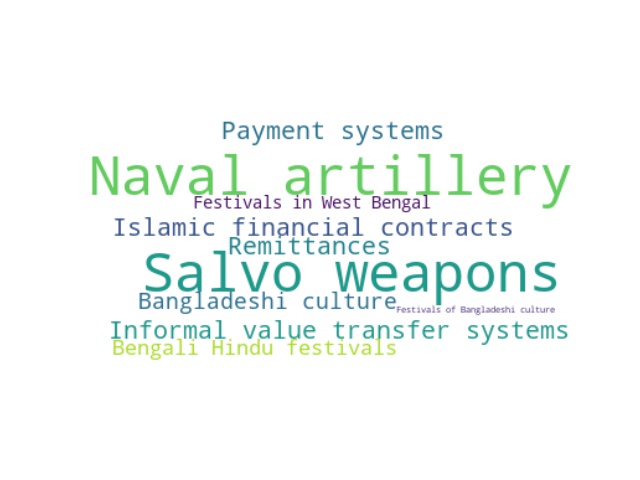 Payment systems
Naval artillery
Festivals in West Bengal
Islamic financial contracts
Remittances
Salvo weapons
Bangladeshi culture
Festivals of Bangladeshi culture
Informal value transfer systems
Bengali Hindu festivals